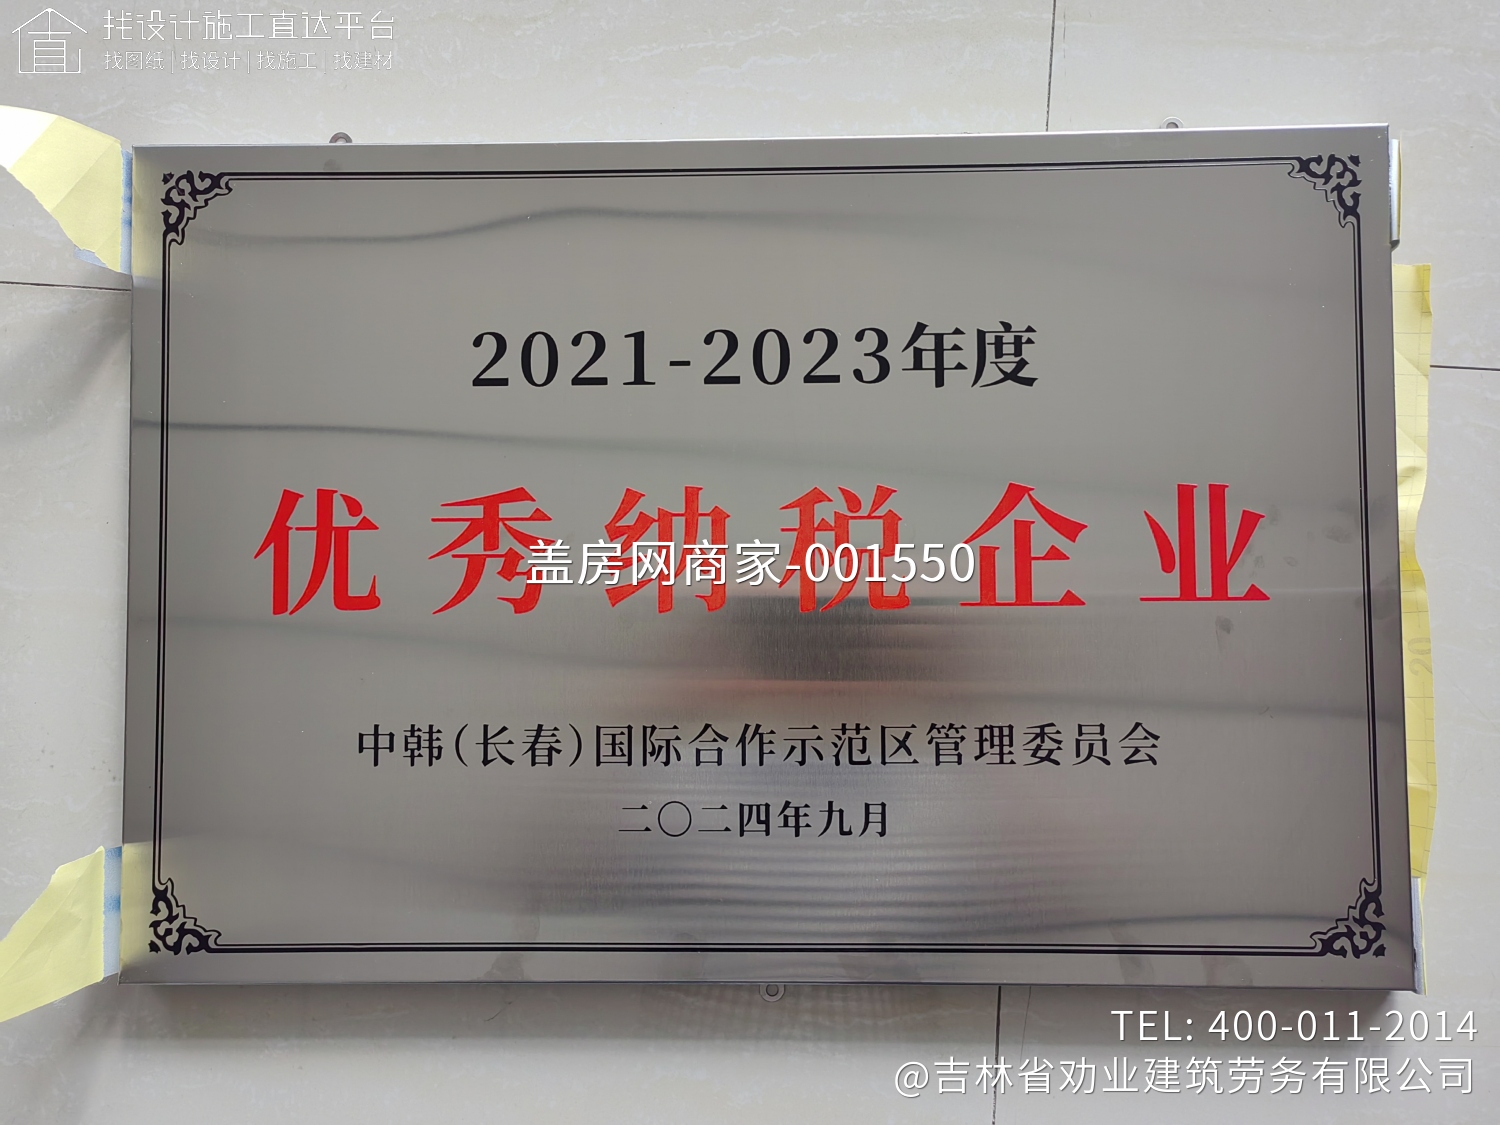 找设计施工直达平台
找图纸|找设计|找施工|找建材
2021-2023年度
优秀纳税企业
盖房网商家-001550
中韩(长春)国际合作示范区管理委员会
二〇二四年九月
20
TEL: 400-011-2014
@吉林省劝业建筑劳务有限公司